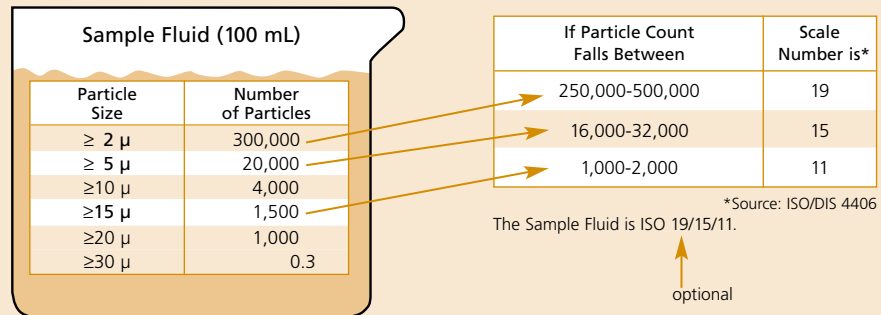 Sample Fluid (100 mL)
Particle Size Number of Particles
≥ 2 µ 300,000
≥ 5 µ 20,000
≥10 µ 4,000
≥15 µ 1,500
≥20 µ 1,000
≥30 µ 0.3
If Particle Count Scale
Falls Between Number is*
250,000-500,000 19
16,000-32,000 15
1,000-2,000 11
*Source: ISO/DIS 4406
The Sample Fluid is ISO 19/15/11.
optional